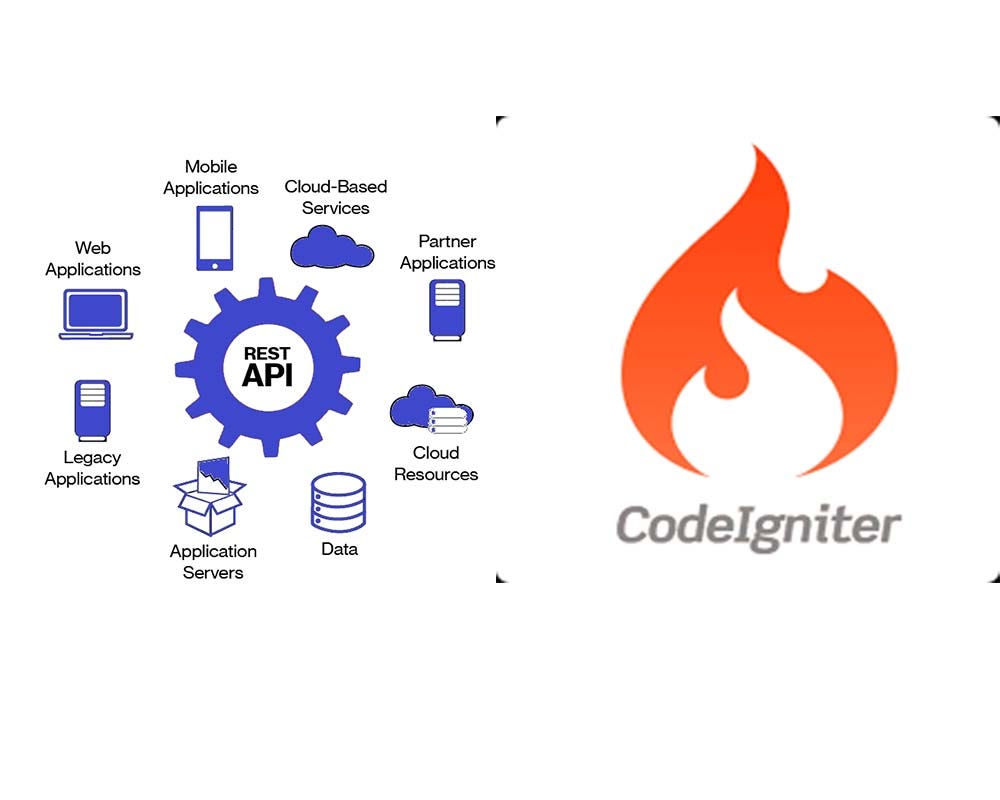 Mobile
Applications
Cloud-Based
Services
Partner
Applications
Web
Applications
REST
API
Legacy
Applications
Cloud
Resources
Application
Servers
Data
CodeIgniter